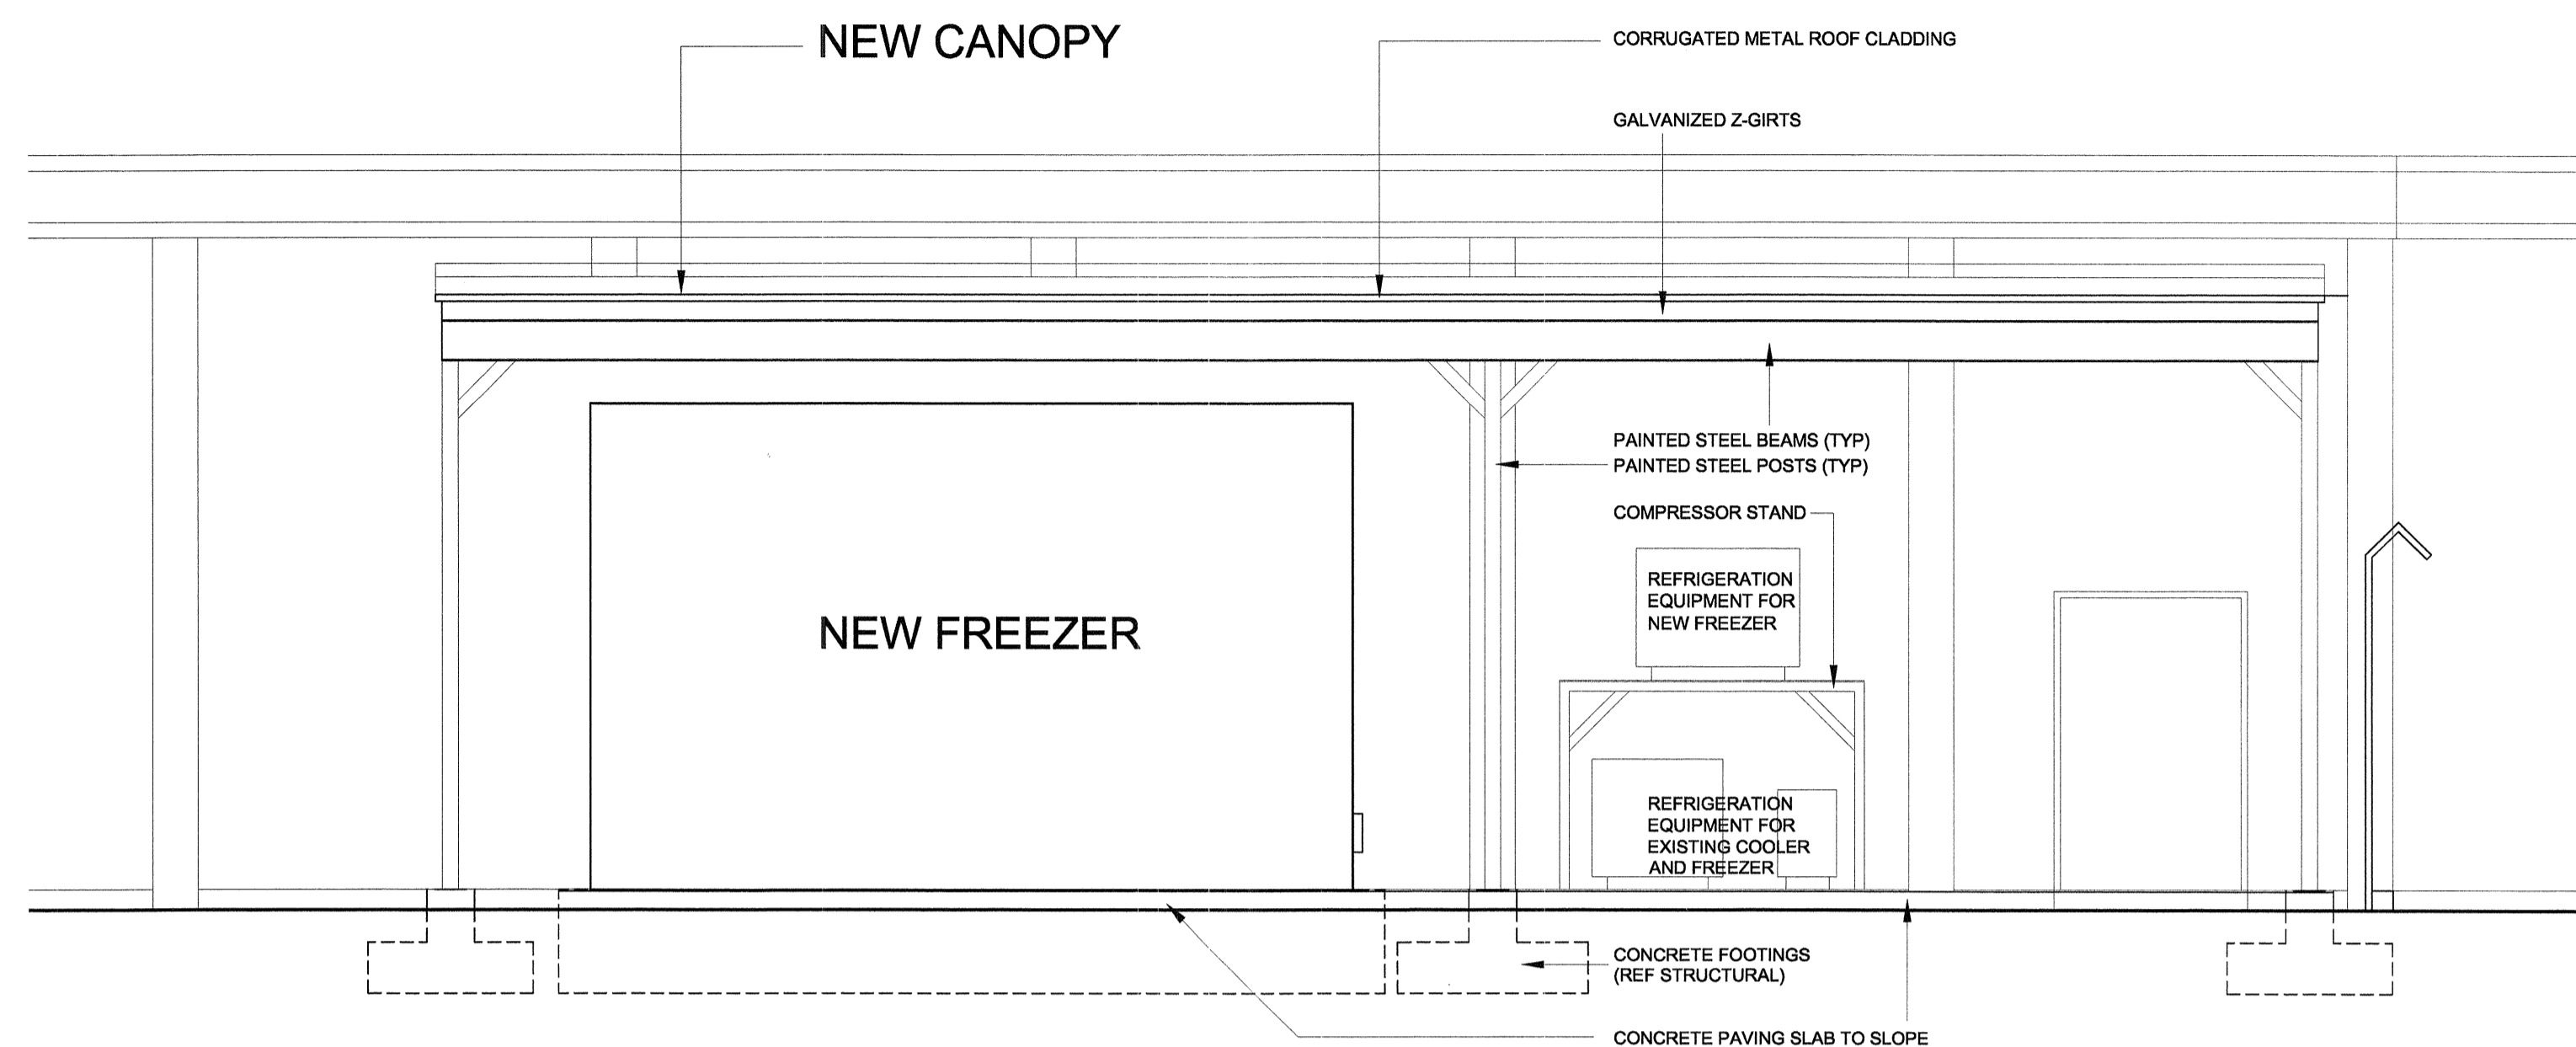 NEW CANOPY
CORRUGATED METAL ROOF CLADDING
GALVANIZED Z-GIRTS
PAINTED STEEL BEAMS (TYP)
PAINTED STEEL POSTS (TYP)
COMPRESSOR STAND
REFRIGERATION
EQUIPMENT FOR
NEW FREEZER
NEW FREEZER
REFRIGERATION
EQUIPMENT FOR
EXISTING COOLER
AND FREEZER
CONCRETE FOOTINGS
(REF STRUCTURAL)
CONCRETE PAVING SLAB TO SLOPE